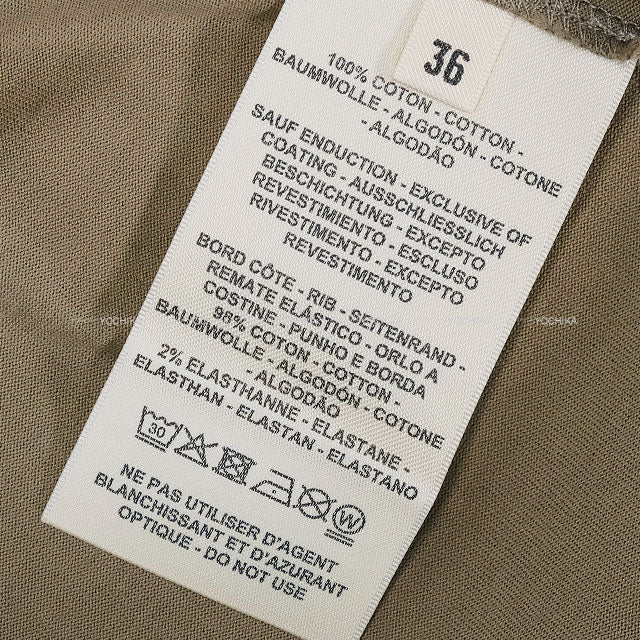 36
100% COTON - COTTON -
BAUMWOLLE - ALGODÓN - COTONE
- ALGODÃO
SAUF ENDUCTION - EXCLUSIVE OF
COATING - AUSSCHLIESSLICH
BESCHICHTUNG - EXCEPTO
REVESTIMIENTO - ESCLUSO
RIVESTIMENTO - EXCEPTO
REVESTIMENTO
BORD CÔTE - RIB - SEITENRAND -
REMATE ELÁSTICO - ORLO A
COSTINE - PUNHO E BORDA
98% COTON - COTTON -
BAUMWOLLE - ALGODÓN - COTONE
- ALGODÃO
2% ELASTHANNE - ELASTANE -
ELASTHAN - ELASTAN - ELASTANO
30 W
NE PAS UTILISER D'AGENT
BLANCHISSANT ET D'AZURANT
OPTIQUE - DO NOT USE
YOSHIKA